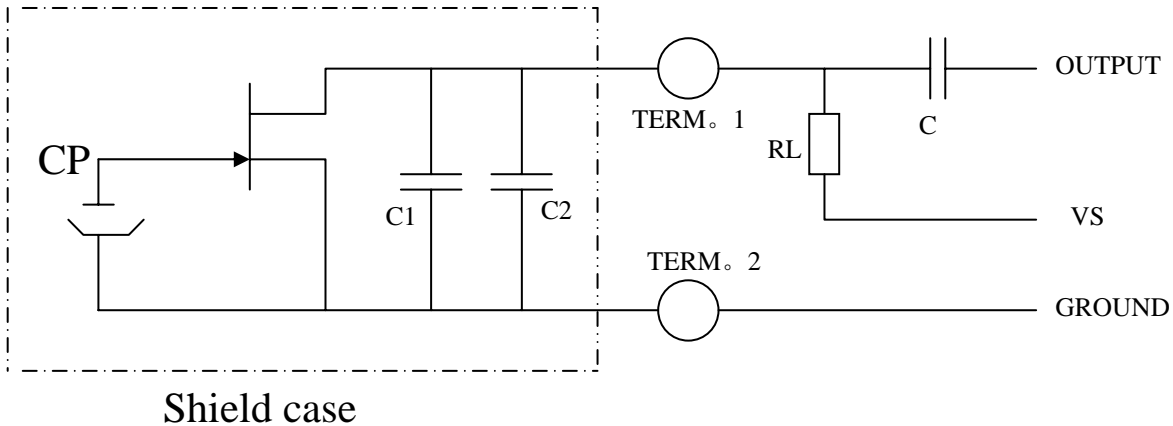 OUTPUT
TERM。1
C
CP
RL
C1
C2
VS
TERM。2
GROUND
Shield case